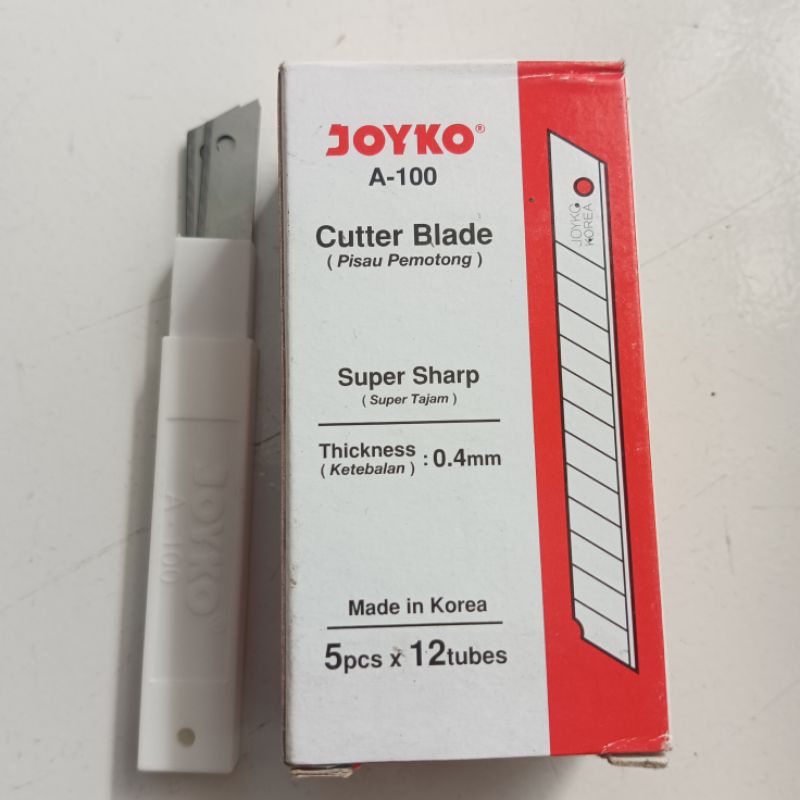 JOYKO®
A-100
Cutter Blade
( Pisau Pemotong )
Super Sharp
( Super Tajam )
Thickness : 0.4mm
( Ketebalan )
Made in Korea
5pcs x 12tubes
JOYKO
KOREA
JOYKO
A-100